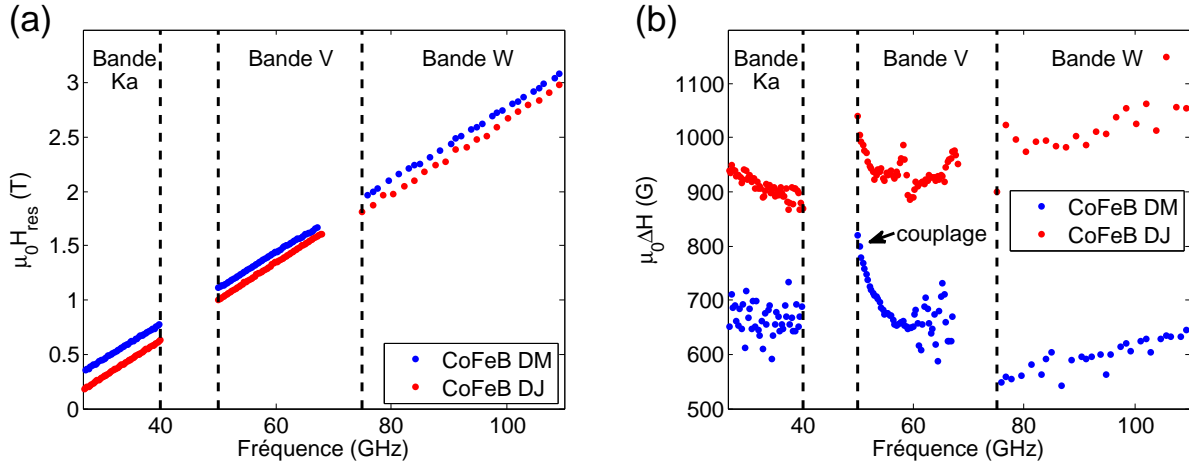 (a)
Bande
Ka
Bande V
Bande W
μ0Hres (T)
3
2.5
2
1.5
1
0.5
0
40
60
80
100
Fréquence (GHz)
CoFeB DM
CoFeB DJ
(b)
Bande
Ka
Bande V
Bande W
μ0ΔH (G)
1100
1000
900
800
700
600
500
40
60
80
100
Fréquence (GHz)
couplage
CoFeB DM
CoFeB DJ